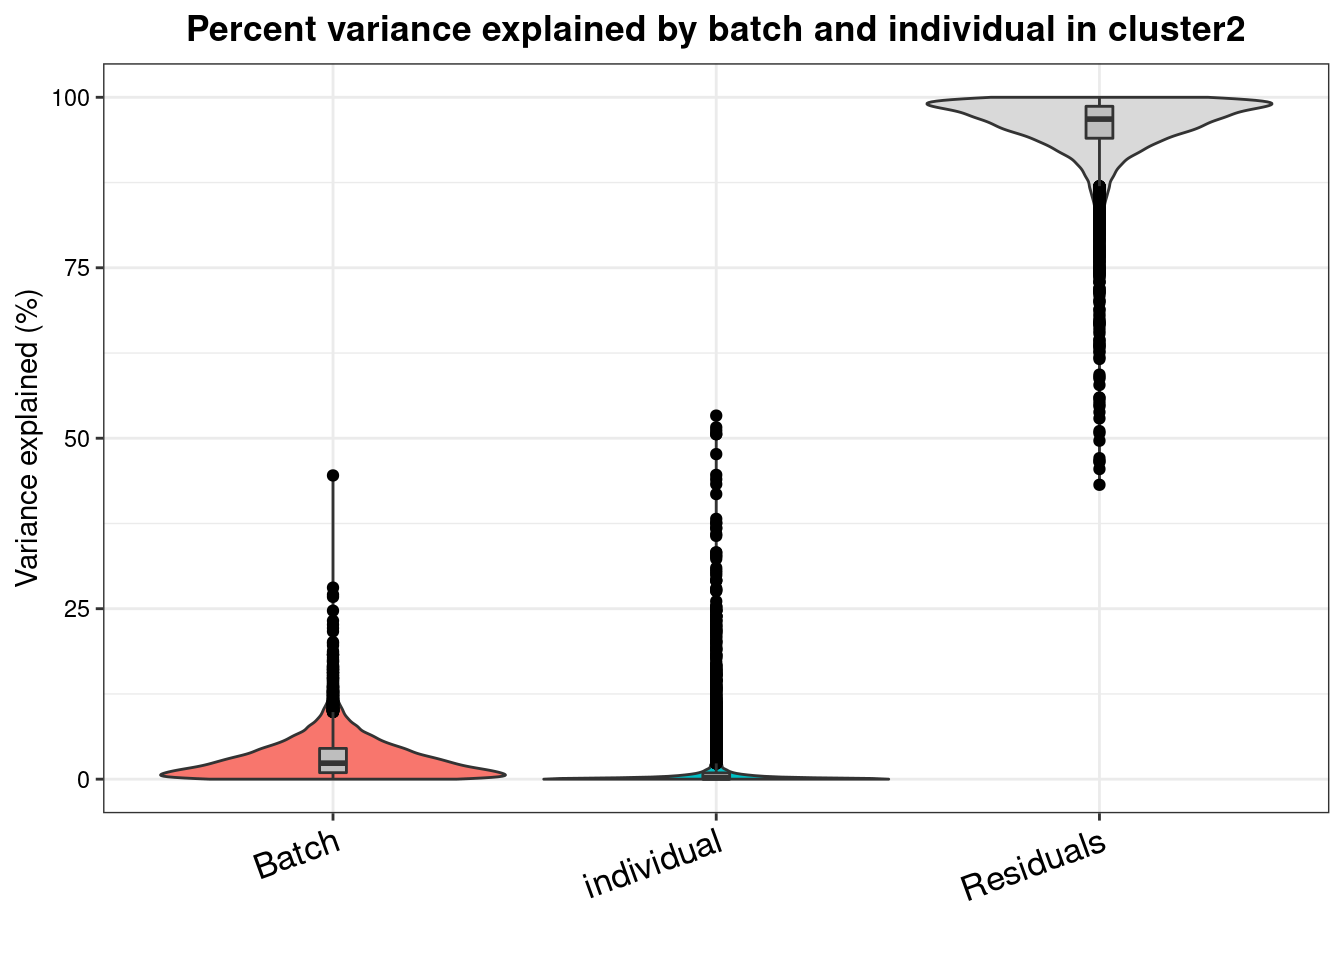 Percent variance explained by batch and individual in cluster2
Variance explained (%)
100
75
50
25
0
Batch
individual
Residuals